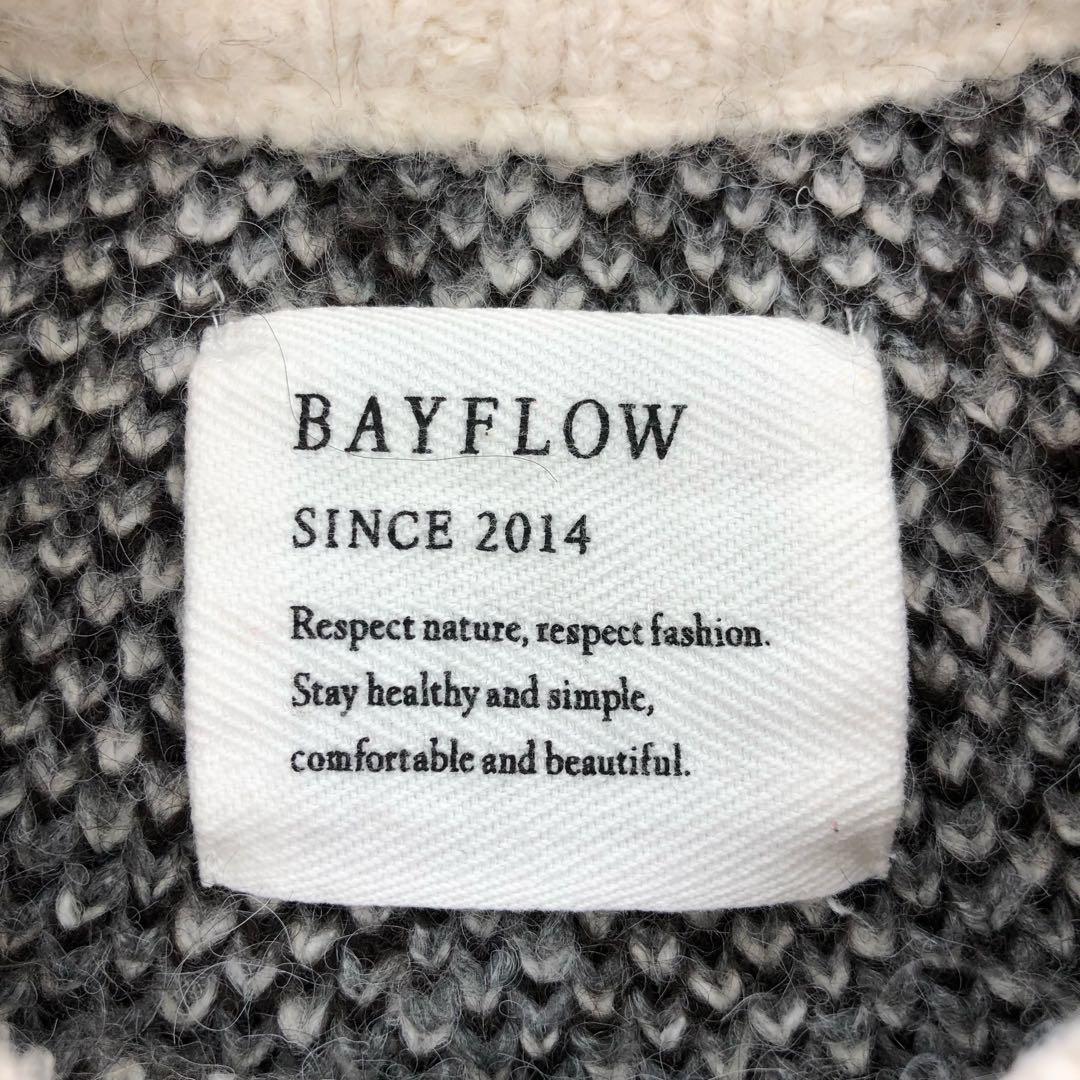 BAYFLOW
SINCE 2014
Respect nature, respect fashion.
Stay healthy and simple,
comfortable and beautiful.